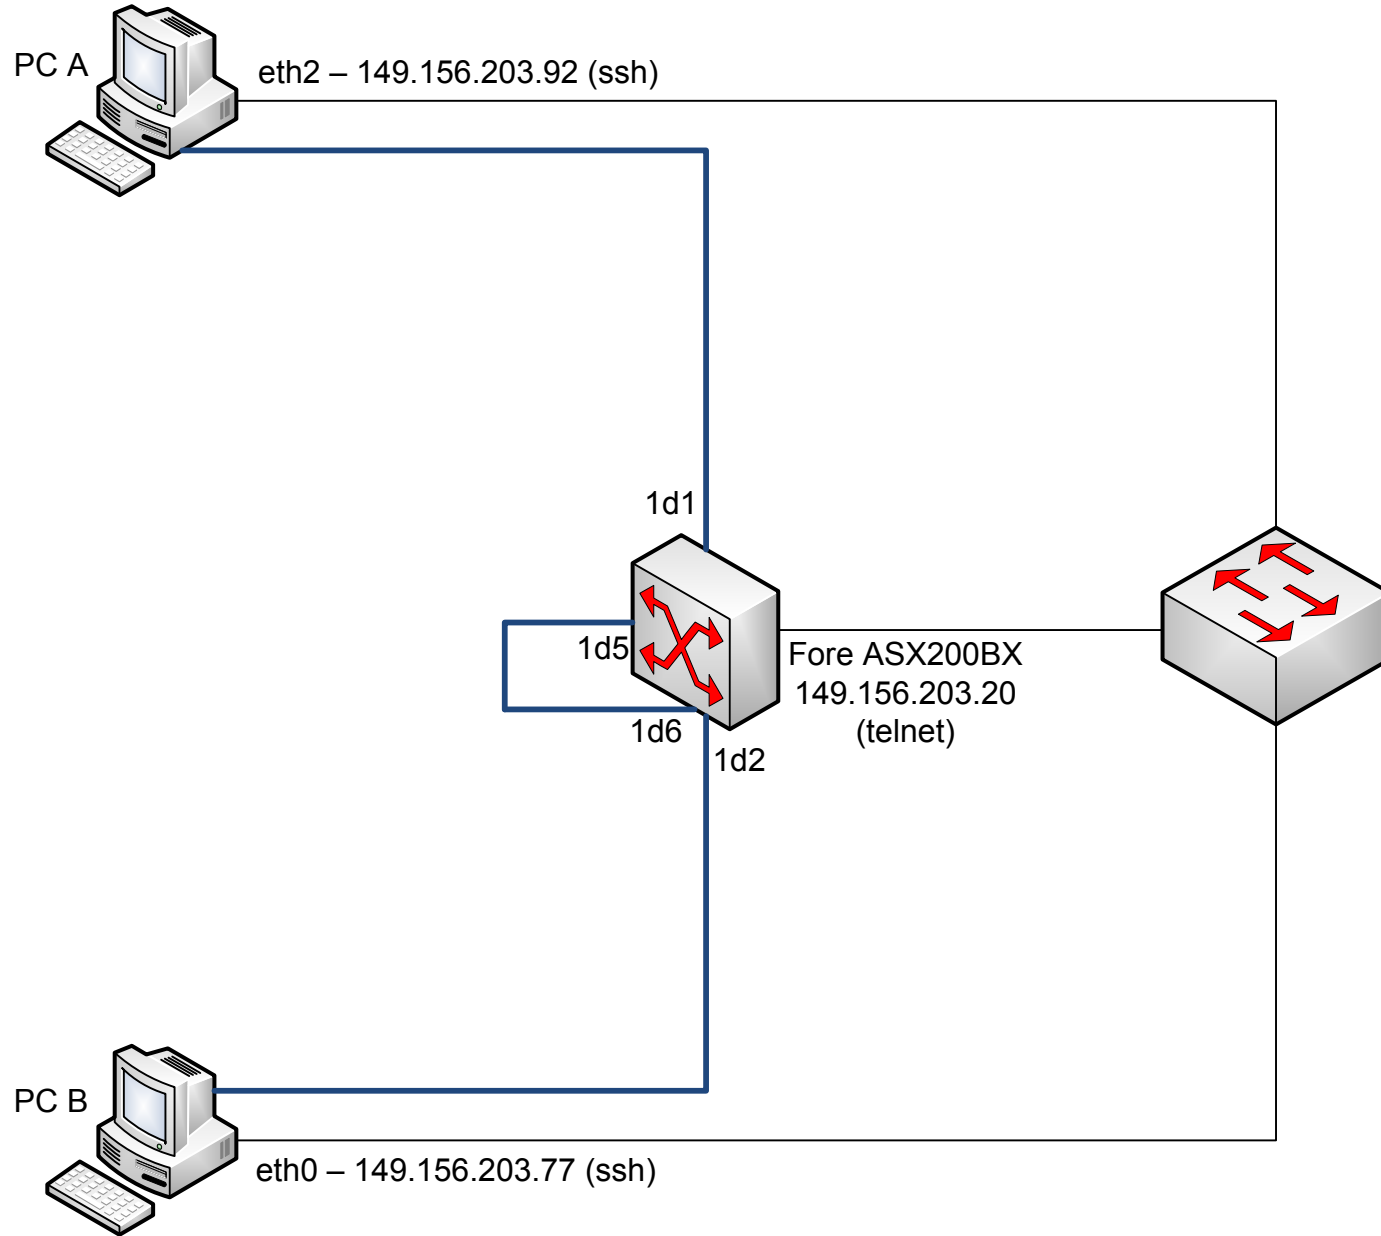 PC A
eth2 – 149.156.203.92 (ssh)
1d1
1d5
Fore ASX200BX
149.156.203.20
(telnet)
1d6
1d2
PC B
eth0 – 149.156.203.77 (ssh)